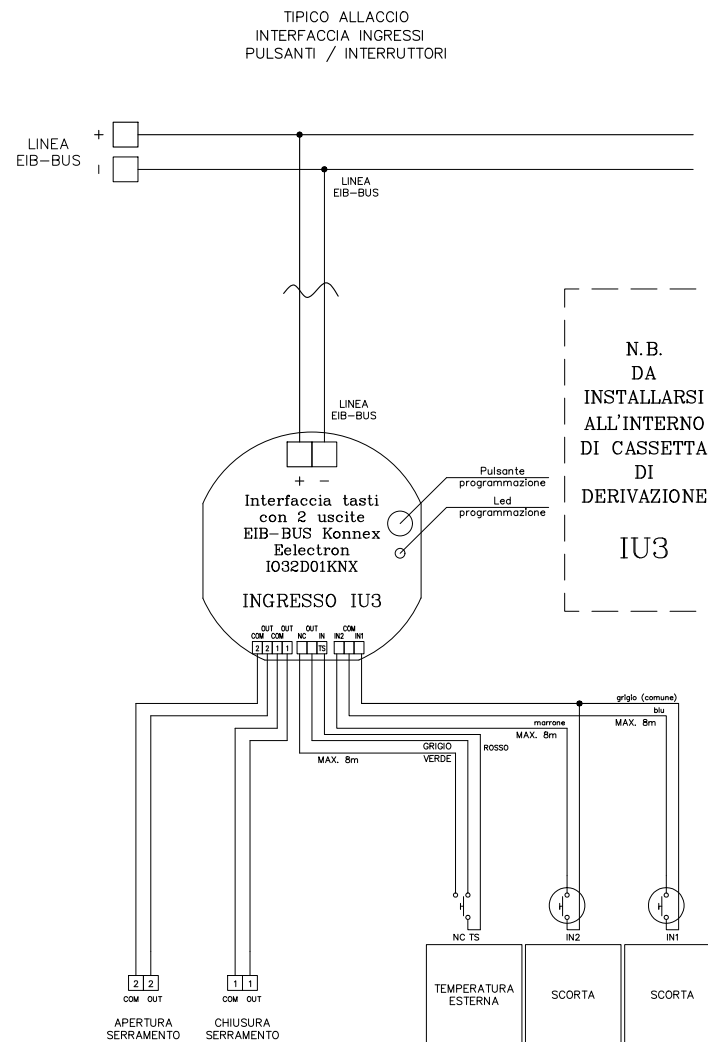 TIPICO ALLACCIO
INTERFACCIA INGRESSI
PULSANTI / INTERRUTTORI
LINEA
EIB-BUS
+
-
LINEA
EIB-BUS
LINEA
EIB-BUS
N.B.
DA
INSTALLARSI
ALL'INTERNO
DI CASSETTA
DI
DERIVAZIONE
IU3
+ -
Pulsante
programmazione
Led
programmazione
Interfaccia tasti
con 2 uscite
EIB-BUS Konnex
Eelectron
IO32D01KNX
INGRESSO IU3
OUT OUT OUT COM
COM COM NC IN IN2 IN1
2 2 1 1 TS
grigio (comune)
blu
MAX. 8m
marrone
MAX. 8m
GRIGIO
ROSSO
VERDE
MAX. 8m
NC TS
IN2
IN1
2 2
COM OUT
1 1
COM OUT
APERTURA
SERRAMENTO
CHIUSURA
SERRAMENTO
TEMPERATURA
ESTERNA
SCORTA
SCORTA